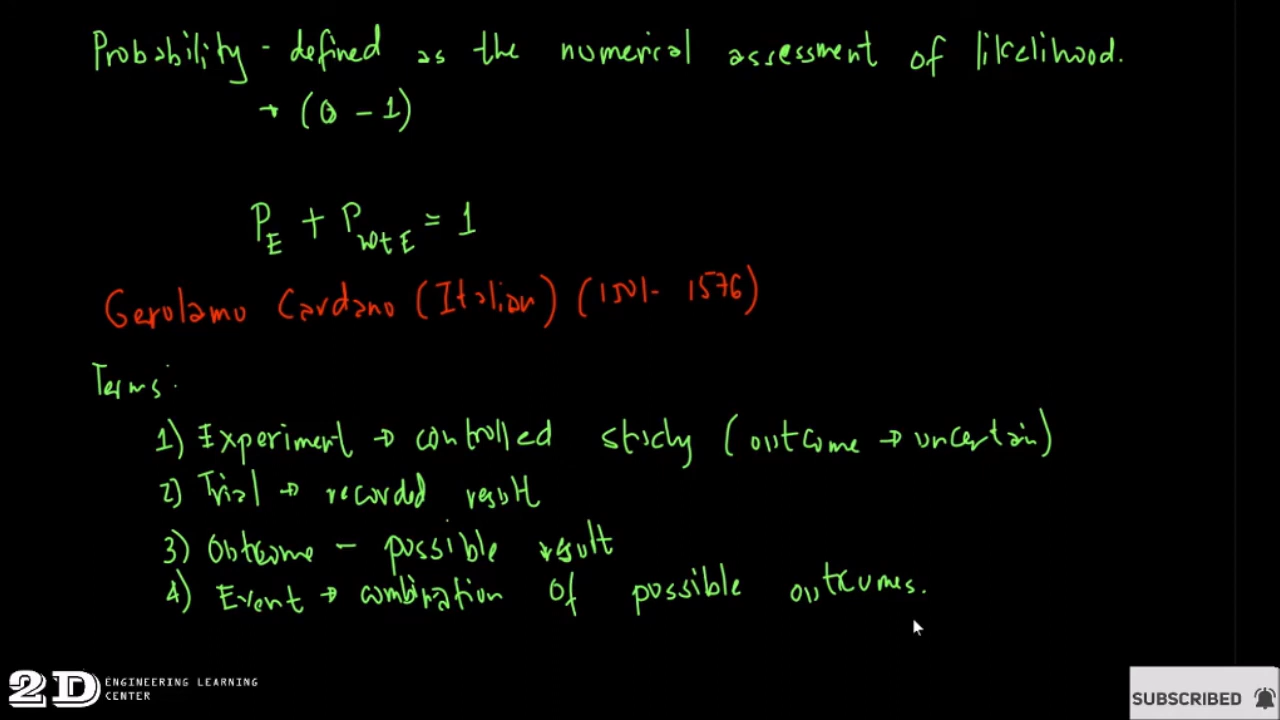 Probability - defined as the numerical assessment of likelihood.
→ (0 - 1)
P_E + P_not E = 1
Gerolamo Cardano (Italian) (1501 - 1576)
Terms:
1) Experiment → controlled study (outcome → uncertain)
2) Trial → recorded result
3) Outcome - possible result
4) Event → combination of possible outcomes.
2D ENGINEERING LEARNING
CENTER
SUBSCRIBED